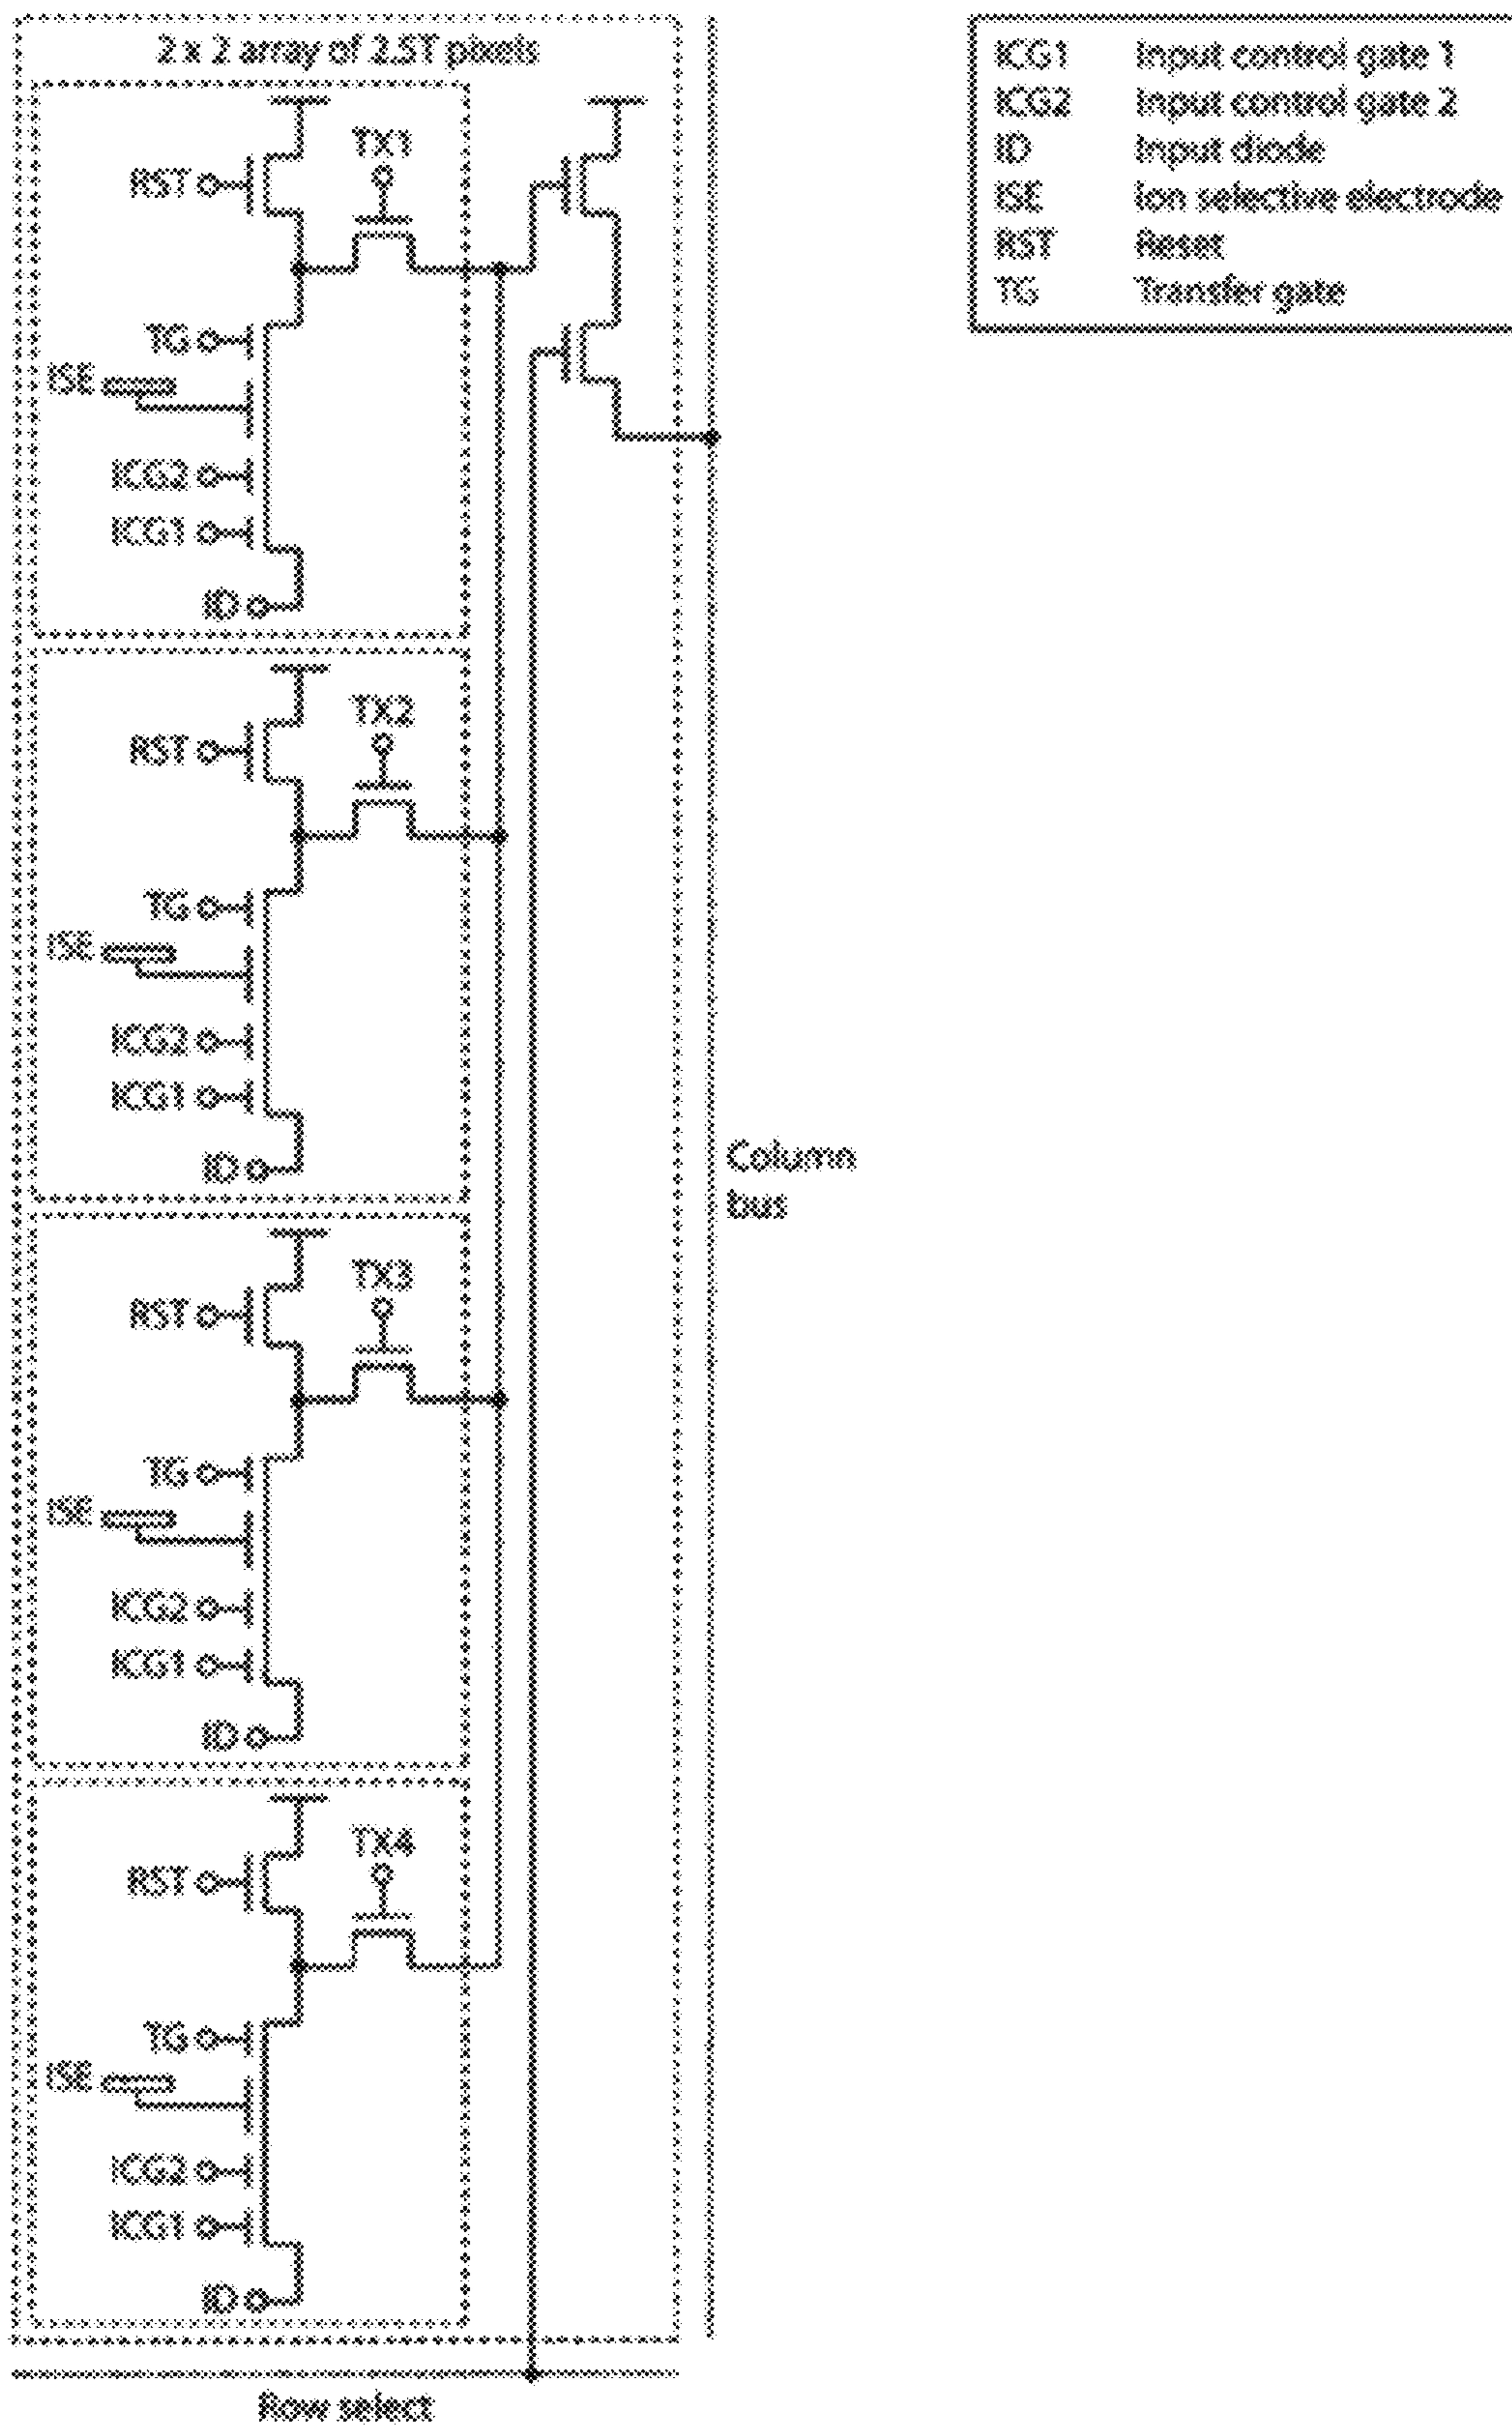 2 x 2 array of 2.5T pixels
TX1
RST
TG
ISE
ICG2
ICG1
ID
TX2
RST
TG
ISE
ICG2
ICG1
ID
TX3
RST
TG
ISE
ICG2
ICG1
ID
TX4
RST
TG
ISE
ICG2
ICG1
ID
Row select
Column
bus
ICG1 Input control gate 1
ICG2 Input control gate 2
ID Input diode
ISE Ion selective electrode
RST Reset
TG Transfer gate